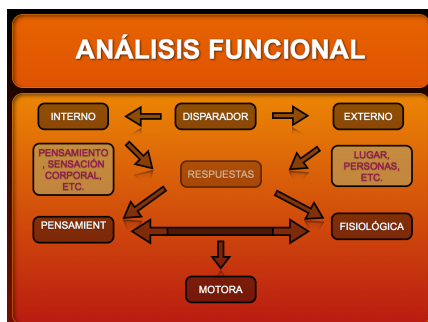 ANÁLISIS FUNCIONAL
INTERNO
DISPARADOR
EXTERNO
PENSAMIENTO
, SENSACIÓN
CORPORAL,
ETC.
RESPUESTAS
LUGAR,
PERSONAS,
ETC.
PENSAMIENT
FISIOLÓGICA
MOTORA